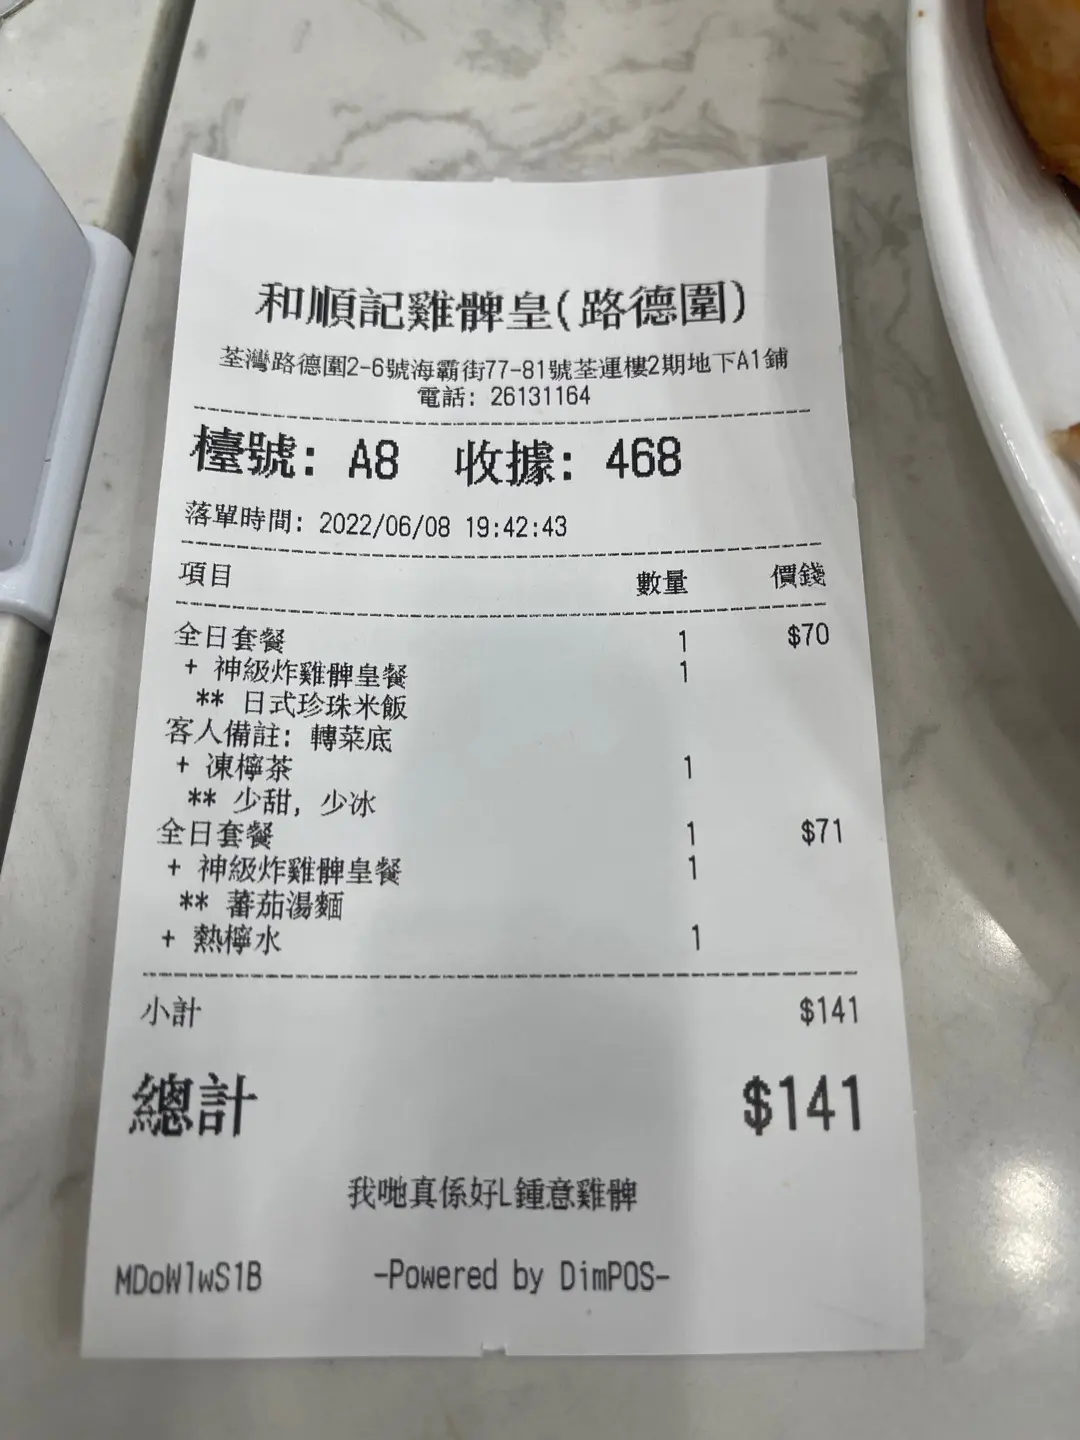 和順記雞髀皇(路德圍)
荃灣路德圍2-6號海霸街77-81號荃運樓2期地下A1鋪
電話: 26131164
檯號: A8 收據: 468
落單時間: 2022/06/08 19:42:43
項目 數量 價錢
全日套餐 1 $70
+ 神級炸雞髀皇餐 1
** 日式珍珠米飯
客人備註: 轉菜底
+ 凍檸茶 1
** 少甜, 少冰
全日套餐 1 $71
+ 神級炸雞髀皇餐 1
** 蕃茄湯麵
+ 熱檸水 1
小計 $141
總計 $141
我哋真係好L鍾意雞髀
MDoW1wS1B -Powered by DimPOS-